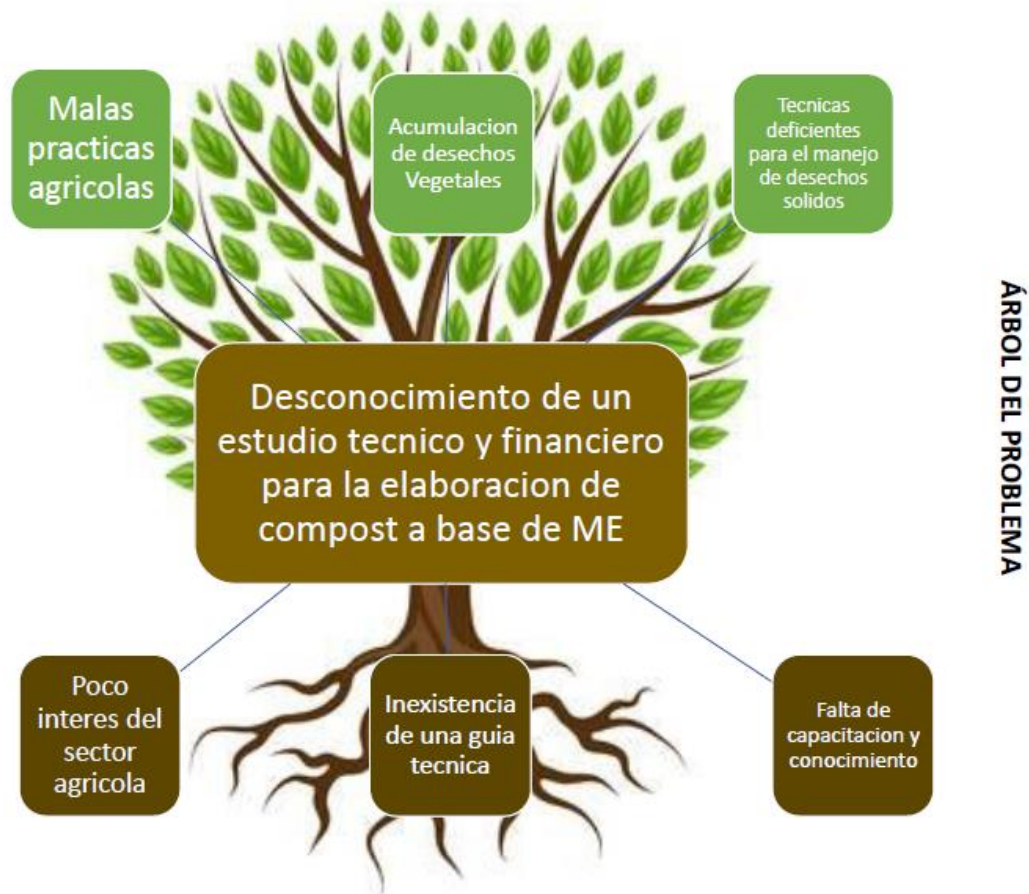 Malas
practicas
agricolas
Acumulacion
de desechos
Vegetales
Tecnicas
deficientes
para el manejo
de desechos
solidos
ÁRBOL DEL PROBLEMA
Desconocimiento de un
estudio tecnico y financiero
para la elaboracion de
compost a base de ME
Poco
interes del
sector
agricola
Inexistencia
de una guia
tecnica
Falta de
capacitacion y
conocimiento